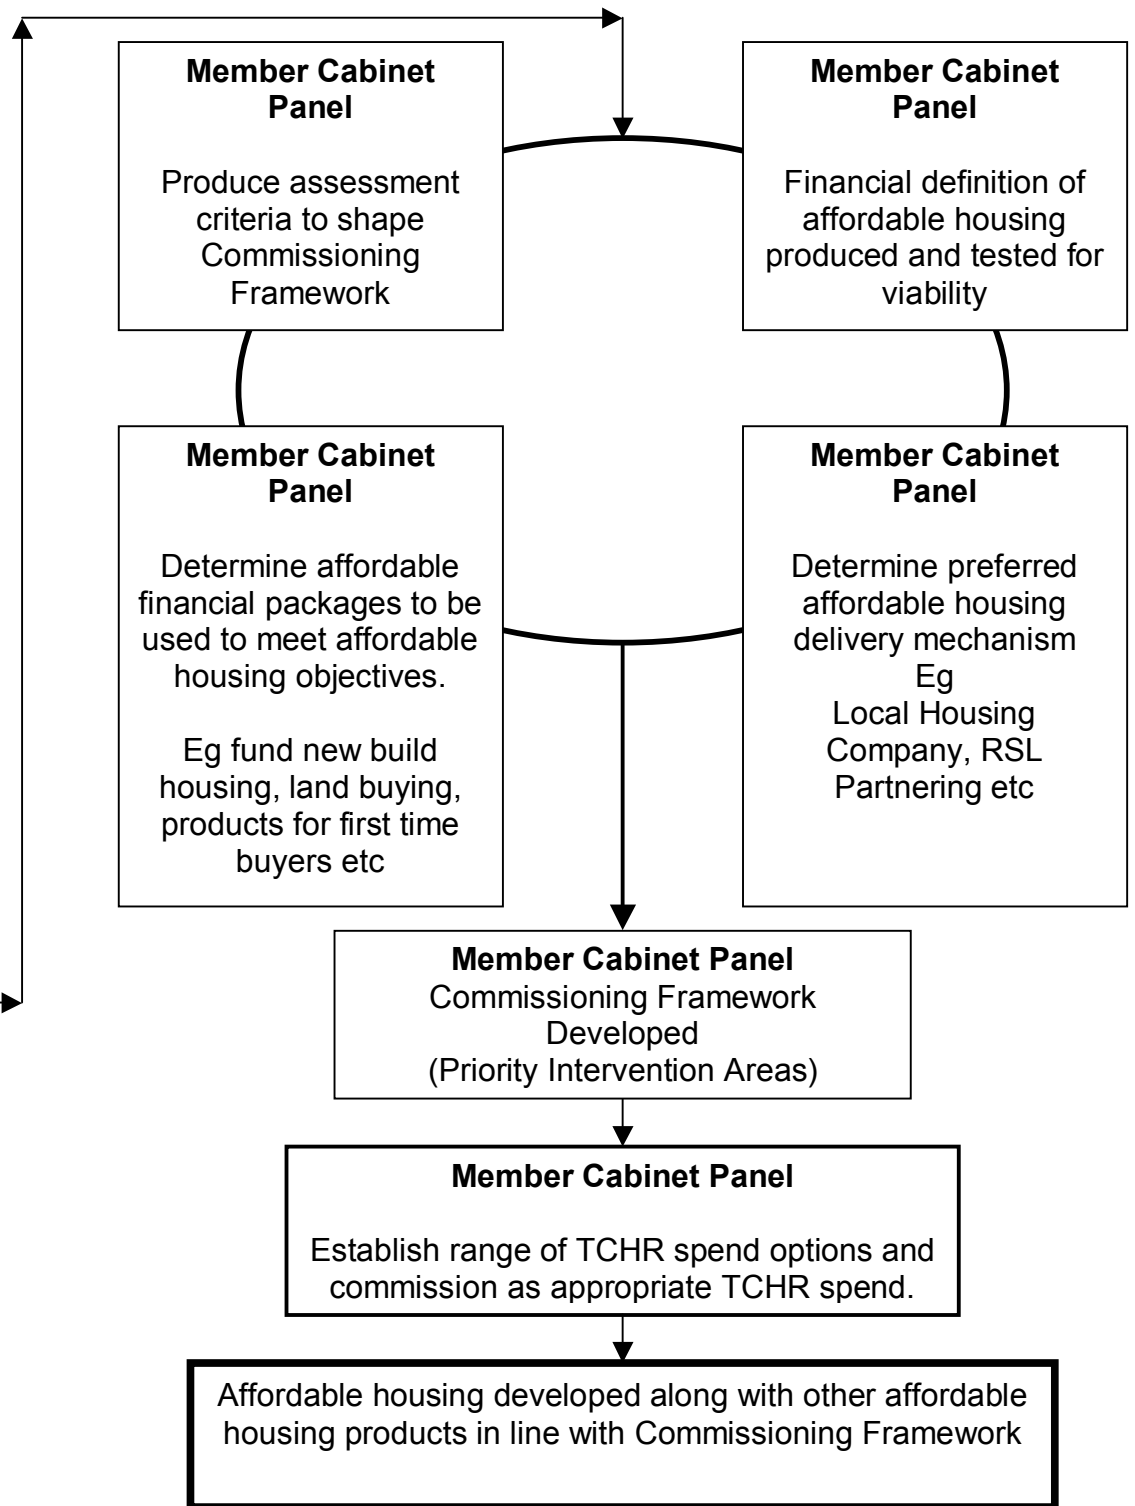 Member Cabinet
Panel
Produce assessment
criteria to shape
Commissioning
Framework
Member Cabinet
Panel
Financial definition of
affordable housing
produced and tested for
viability
Member Cabinet
Panel
Determine affordable
financial packages to be
used to meet affordable
housing objectives.
Eg fund new build
housing, land buying,
products for first time
buyers etc
Member Cabinet
Panel
Determine preferred
affordable housing
delivery mechanism
Eg
Local Housing
Company, RSL
Partnering etc
Member Cabinet Panel
Commissioning Framework
Developed
(Priority Intervention Areas)
Member Cabinet Panel
Establish range of TCHR spend options and
commission as appropriate TCHR spend.
Affordable housing developed along with other affordable
housing products in line with Commissioning Framework